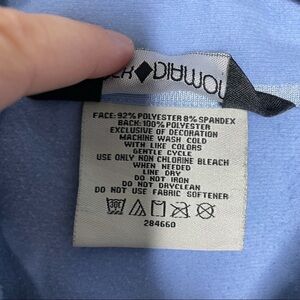 CK◆DIAMON
FACE: 92% POLYESTER 8% SPANDEX
BACK: 100% POLYESTER
EXCLUSIVE OF DECORATION
MACHINE WASH COLD
WITH LIKE COLORS
GENTLE CYCLE
USE ONLY NON CHLORINE BLEACH
WHEN NEEDED
LINE DRY
DO NOT IRON
DO NOT DRYCLEAN
DO NOT USE FABRIC SOFTENER
284660